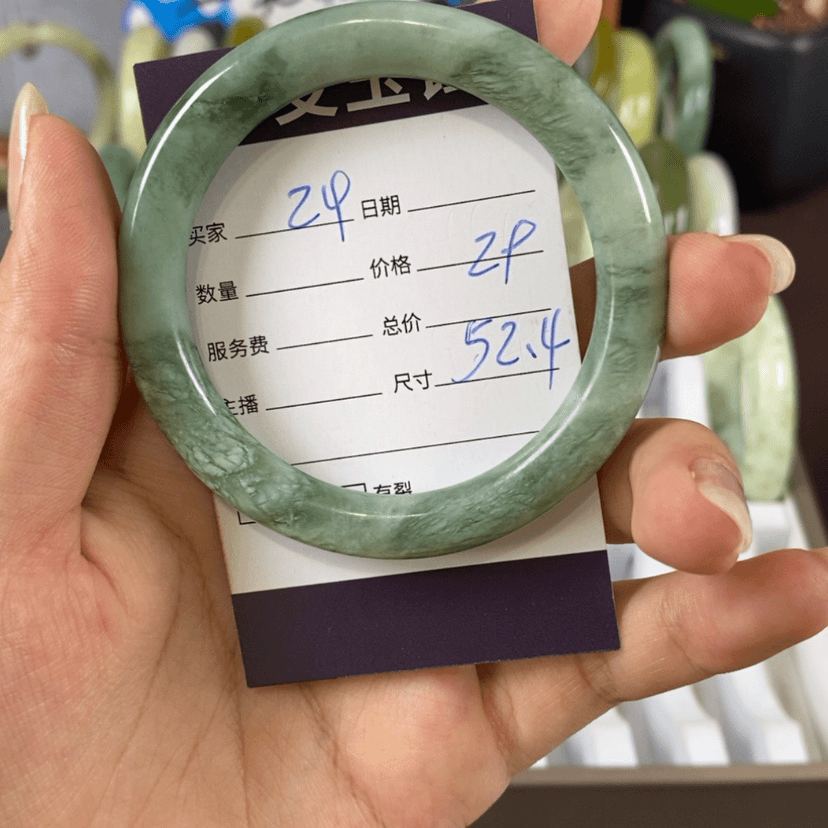 买家 24 日期
数量 价格 29
服务费 总价
主播 尺寸 52.4
有裂